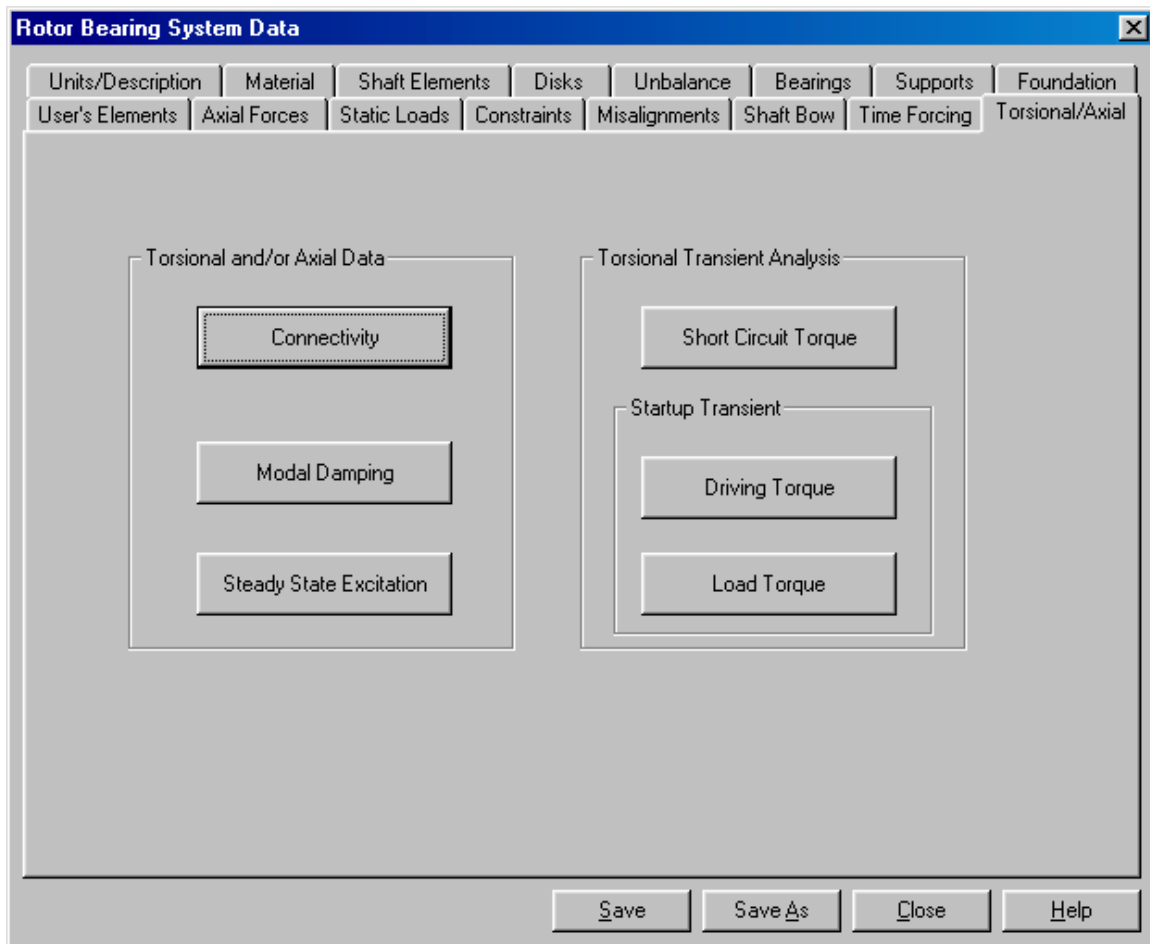 Rotor Bearing System Data
Units/Description Material Shaft Elements Disks Unbalance Bearings Supports Foundation
User's Elements Axial Forces Static Loads Constraints Misalignments Shaft Bow Time Forcing Torsional/Axial
Torsional and/or Axial Data
Connectivity
Modal Damping
Steady State Excitation
Torsional Transient Analysis
Short Circuit Torque
Startup Transient
Driving Torque
Load Torque
Save Save As Close Help